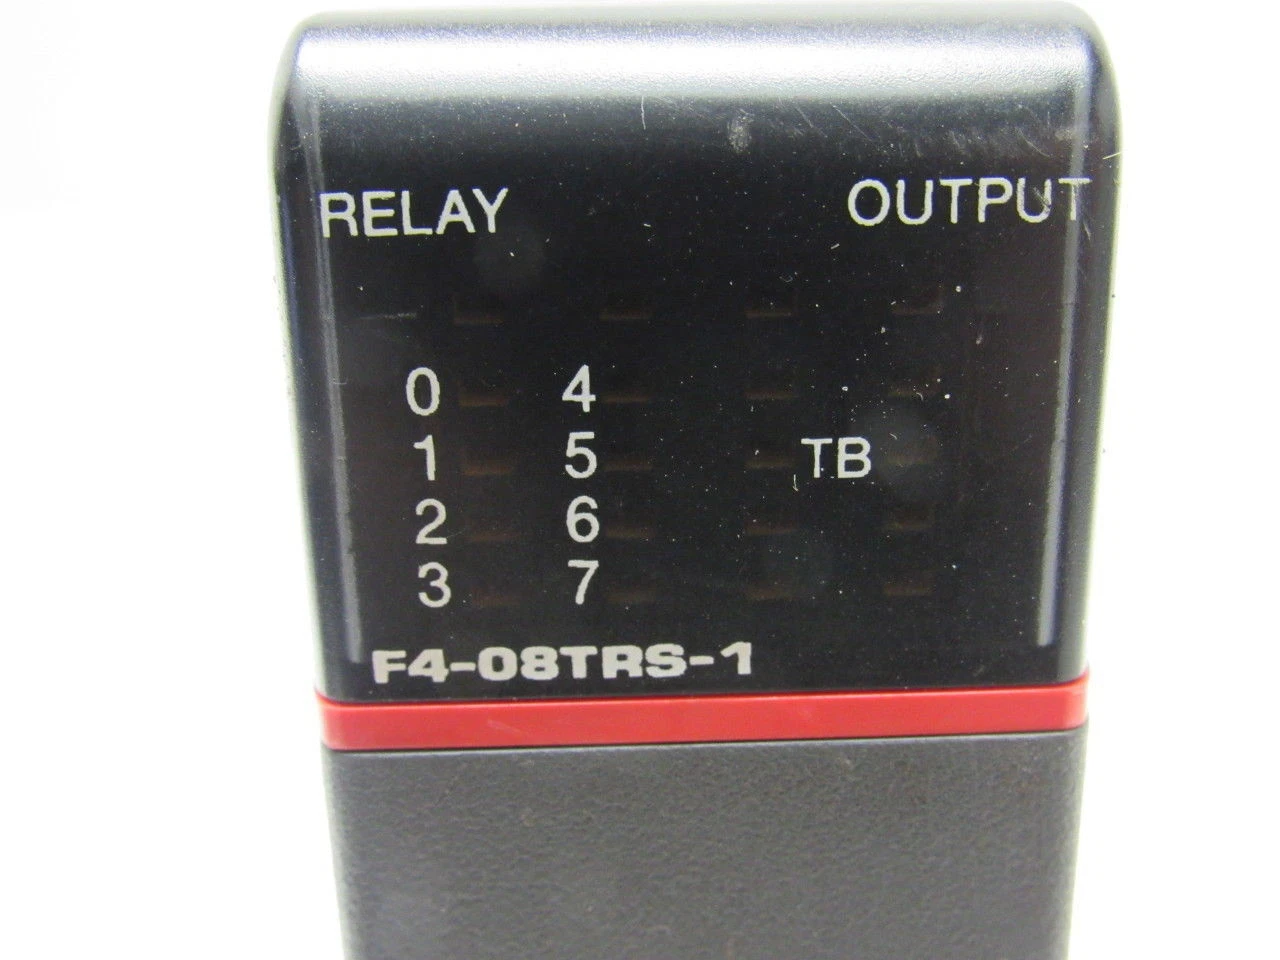 RELAY OUTPUT
0 4
1 5 TB
2 6
3 7
F4-08TRS-1